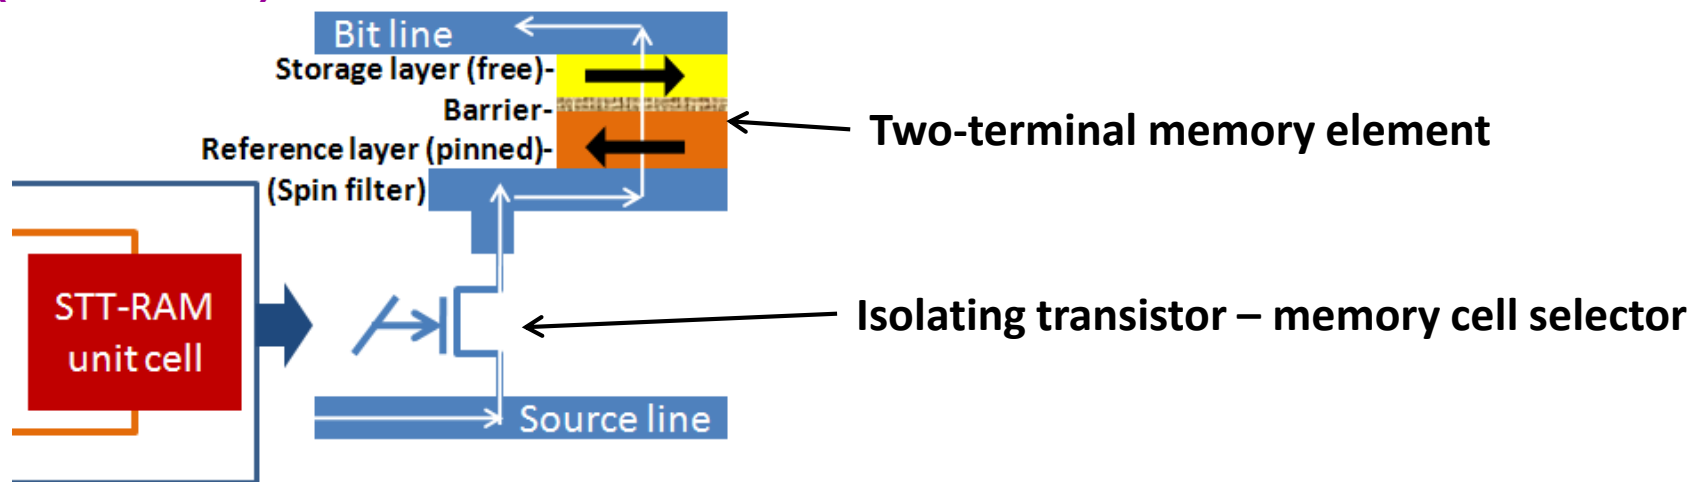 Bit line
Storage layer (free)-
Barrier-
Two-terminal memory element
Reference layer (pinned)-
(Spin filter)
STT-RAM
unit cell
Isolating transistor – memory cell selector
Source line